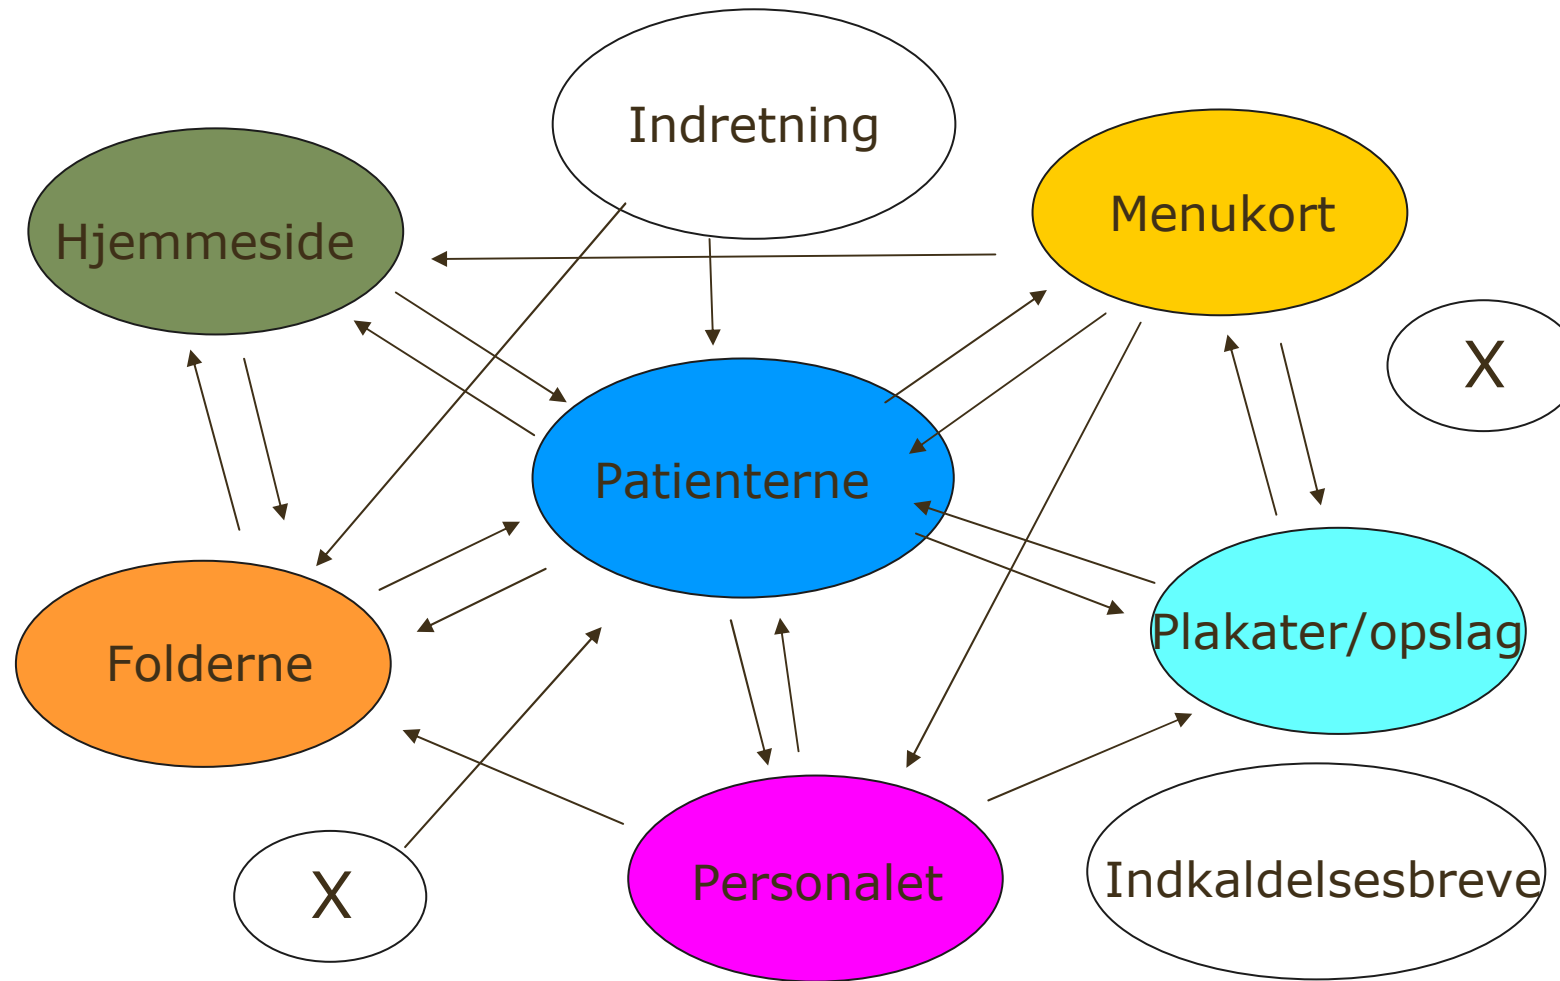 Indretning
Menukort
Hjemmeside
X
Patienterne
Plakater/opslag
Folderne
Personalet
Indkaldelsesbreve
X